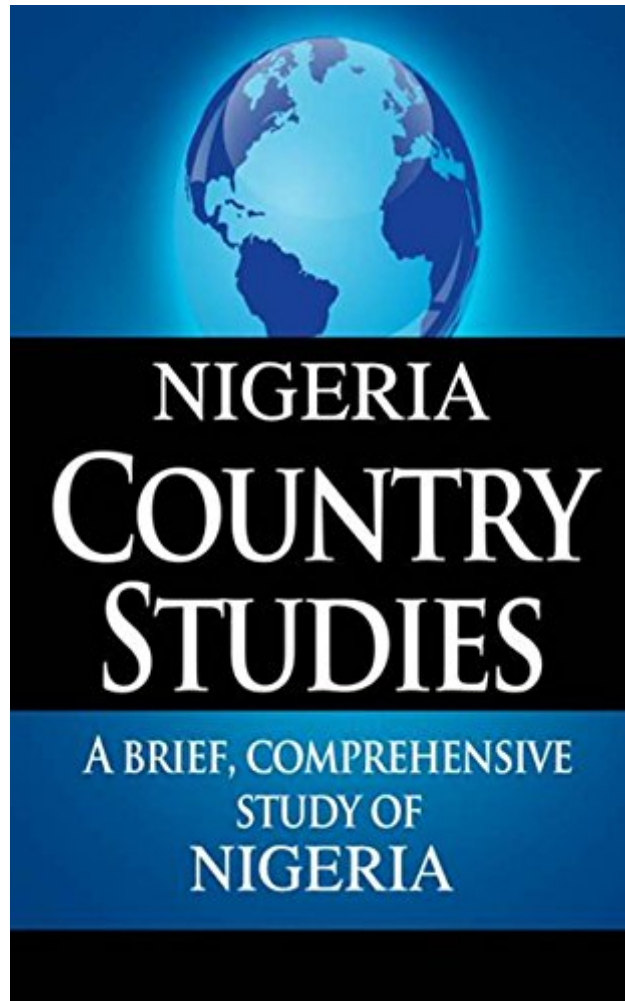 NIGERIA
COUNTRY
STUDIES
A BRIEF, COMPREHENSIVE
STUDY OF
NIGERIA